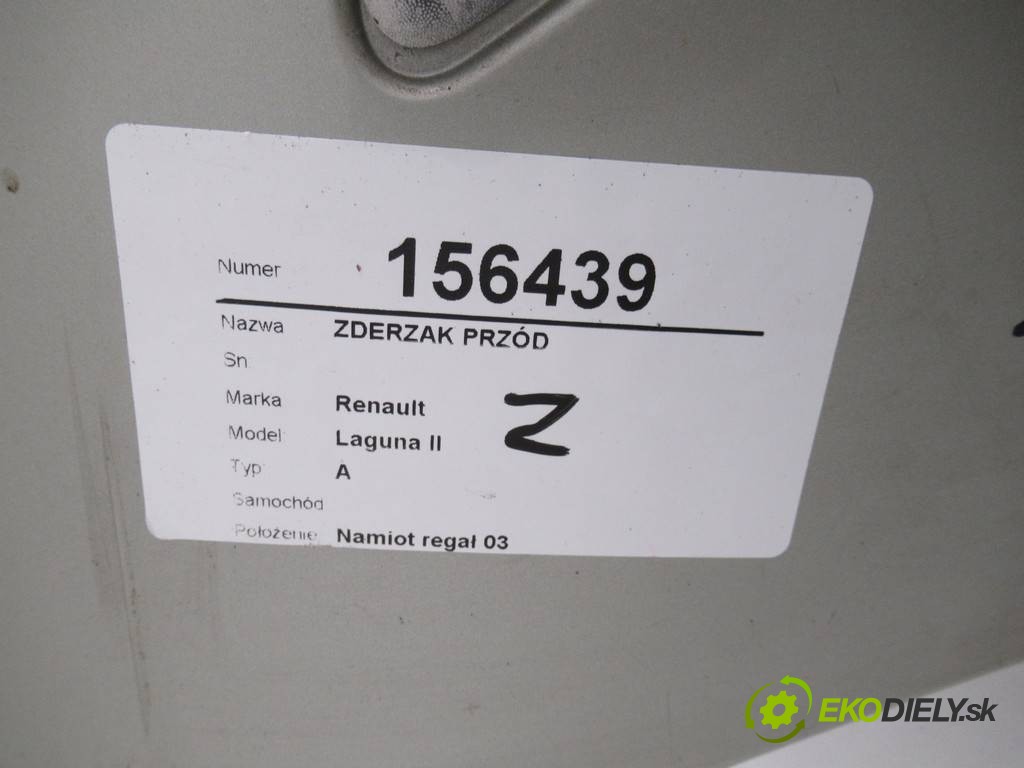 Numer 156439
Nazwa ZDERZAK PRZÓD
Sn
Marka Renault
Model Laguna II
Typ A
Samochód
Położenie Namiot regał 03
Z
EKODIELY.sk